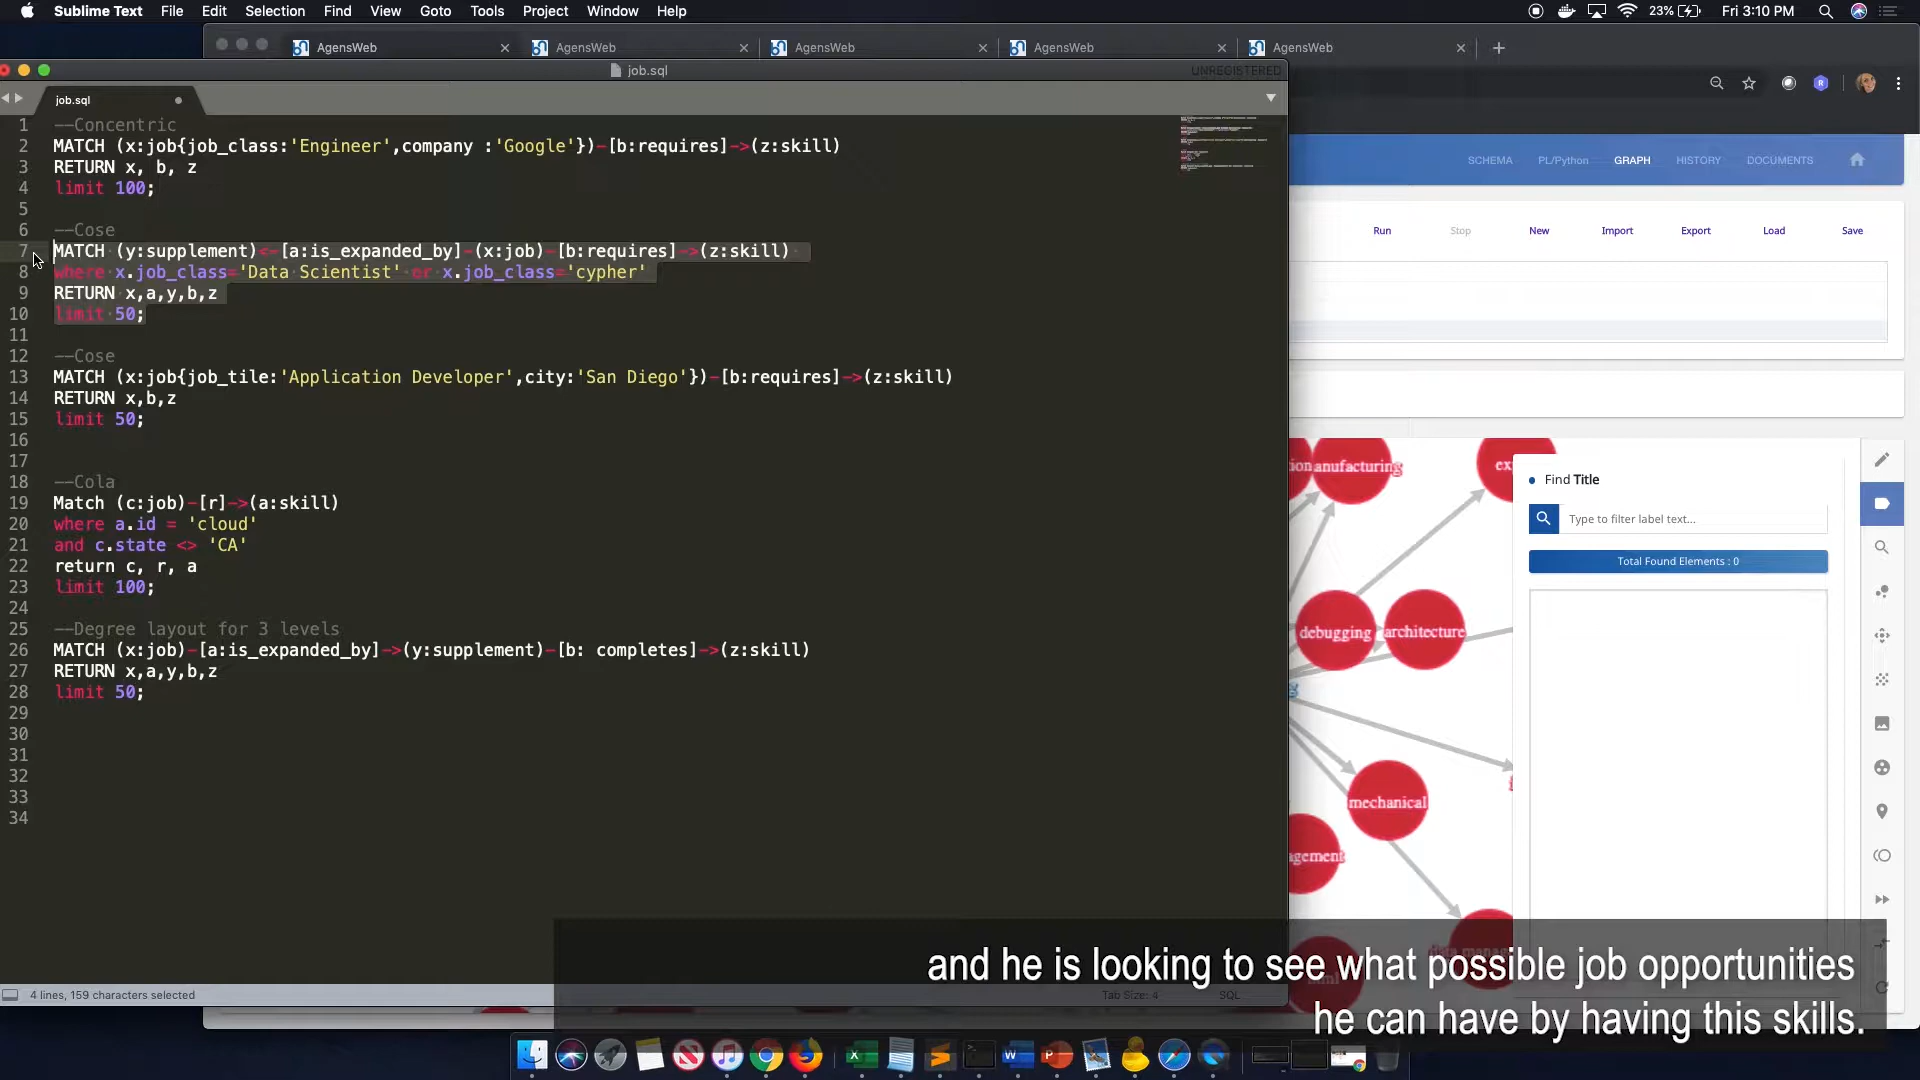 Sublime Text File Edit Selection Find View Goto Tools Project Window Help 23% Fri 3:10 PM
AgensWeb AgensWeb AgensWeb AgensWeb AgensWeb
job.sql UNREGISTERED
job.sql
1 --Concentric
2 MATCH (x:job{job_class:'Engineer',company :'Google'})-[b:requires]->(z:skill)
3 RETURN x, b, z
4 limit 100;
5
6 --Cose
7 MATCH (y:supplement)<-[a:is_expanded_by]-(x:job)-[b:requires]->(z:skill)
8 where x.job_class='Data Scientist' or x.job_class='cypher'
9 RETURN x,a,y,b,z
10 limit 50;
11
12 --Cose
13 MATCH (x:job{job_tile:'Application Developer',city:'San Diego'})-[b:requires]->(z:skill)
14 RETURN x,b,z
15 limit 50;
16
17
18 --Cola
19 Match (c:job)-[r]->(a:skill)
20 where a.id = 'cloud'
21 and c.state <> 'CA'
22 return c, r, a
23 limit 100;
24
25 --Degree layout for 3 levels
26 MATCH (x:job)-[a:is_expanded_by]->(y:supplement)-[b: completes]->(z:skill)
27 RETURN x,a,y,b,z
28 limit 50;
29
30
31
32
33
34
4 lines, 159 characters selected Tab Size: 4 SQL
SCHEMA PL/Python GRAPH HISTORY DOCUMENTS
Run Stop New Import Export Load Save
anufacturing
debugging architecture
mechanical
agement
Find Title
Type to filter label text...
Total Found Elements : 0
and he is looking to see what possible job opportunities
he can have by having this skills.